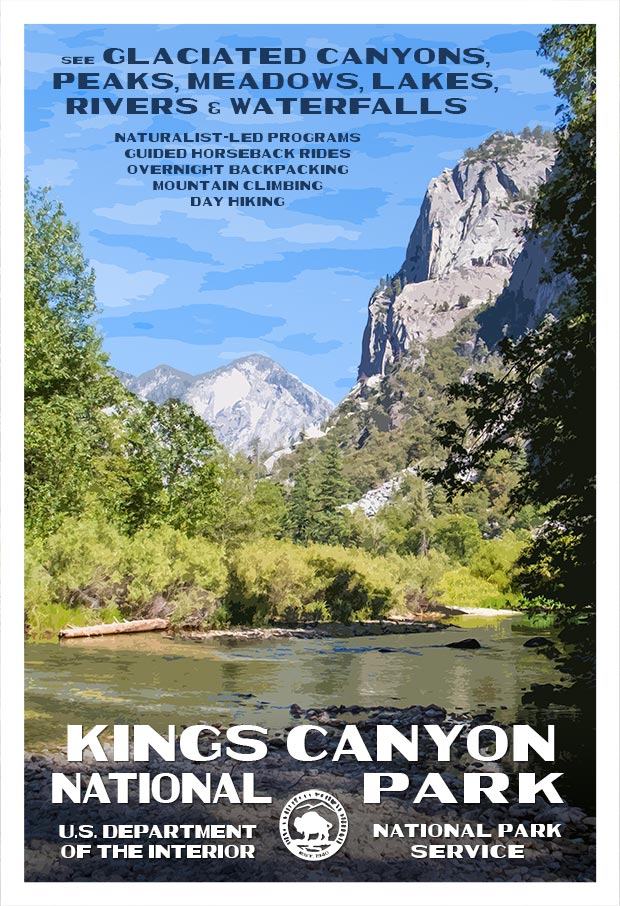 SEE GLACIATED CANYONS,
PEAKS, MEADOWS, LAKES,
RIVERS & WATERFALLS
NATURALIST-LED PROGRAMS
GUIDED HORSEBACK RIDES
OVERNIGHT BACKPACKING
MOUNTAIN CLIMBING
DAY HIKING
KINGS CANYON
NATIONAL PARK
U.S. DEPARTMENT
OF THE INTERIOR
NATIONAL PARK
SERVICE